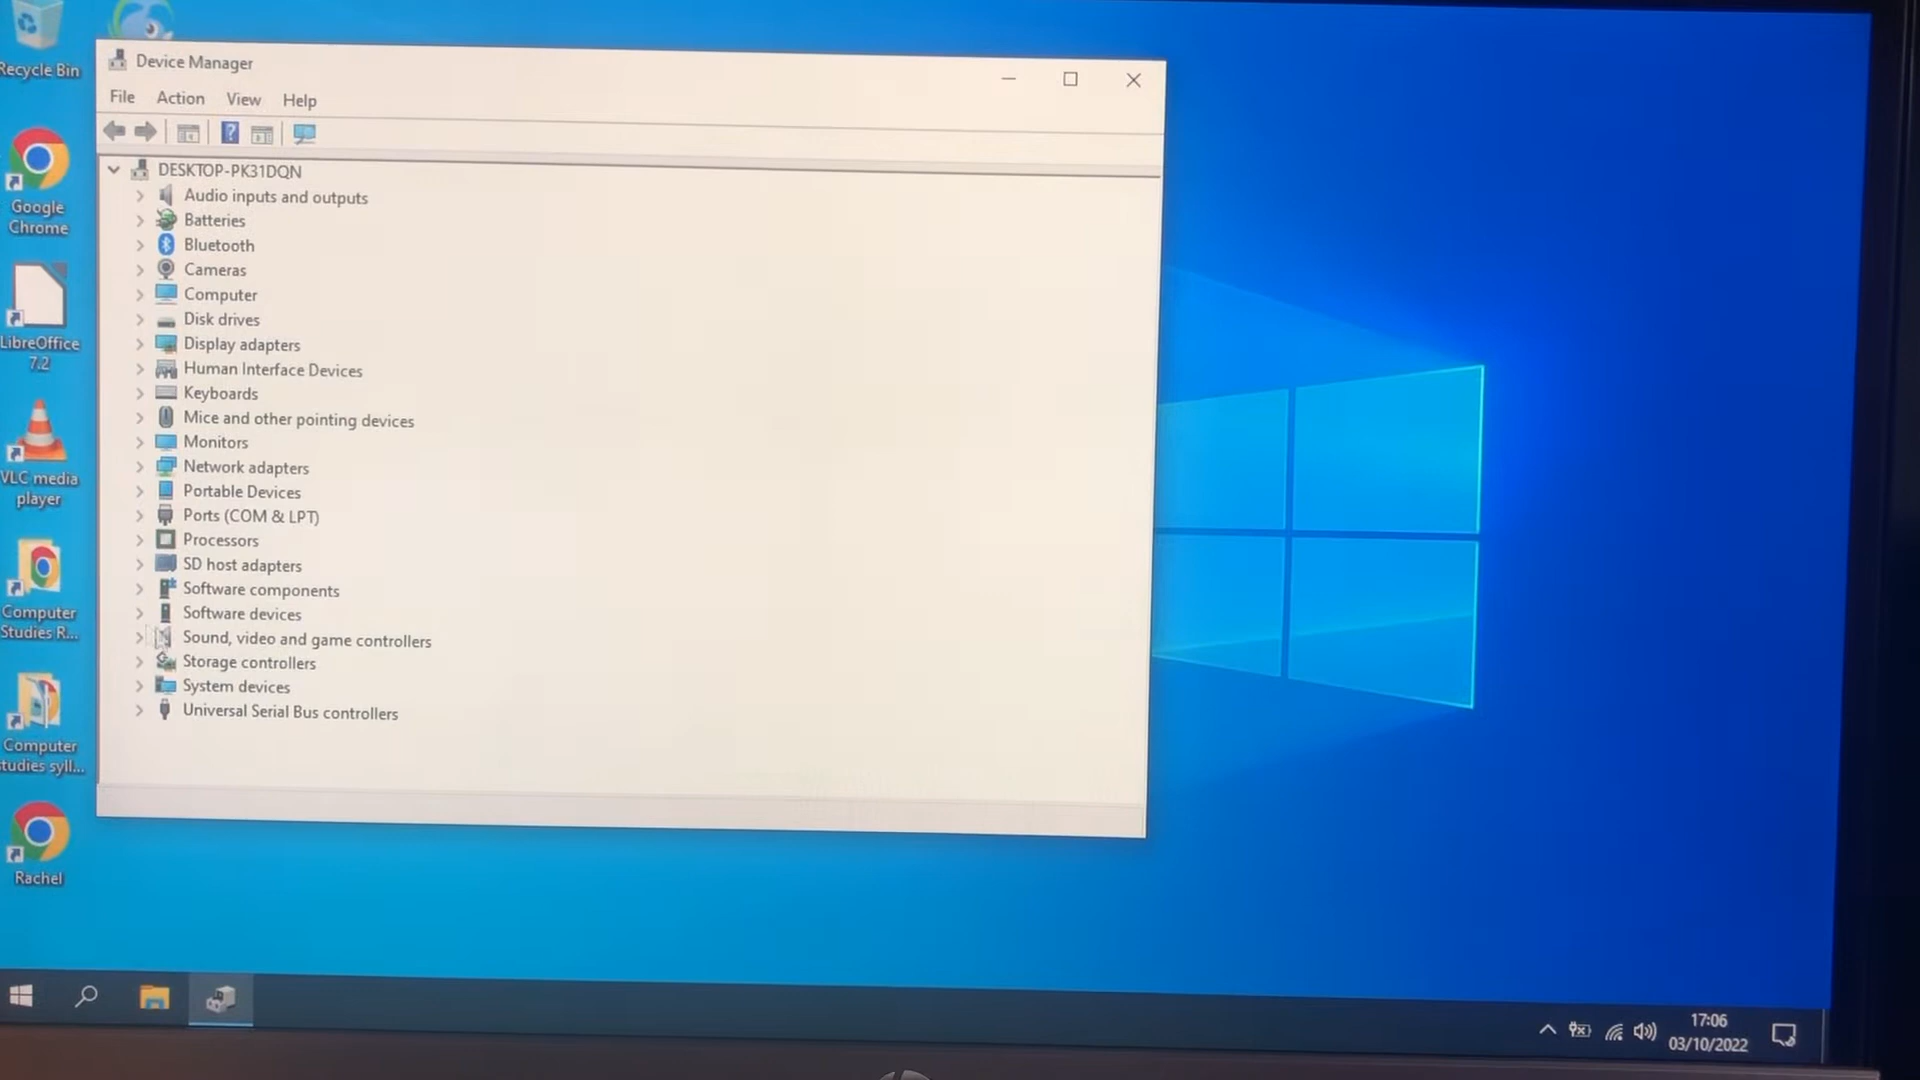 Recycle Bin
Google
Chrome
LibreOffice
7.2
VLC media
player
Computer
Studies R...
Computer
tudies syll...
Rachel
Device Manager
File Action View Help
DESKTOP-PK31DQN
Audio inputs and outputs
Batteries
Bluetooth
Cameras
Computer
Disk drives
Display adapters
Human Interface Devices
Keyboards
Mice and other pointing devices
Monitors
Network adapters
Portable Devices
Ports (COM & LPT)
Processors
SD host adapters
Software components
Software devices
Sound, video and game controllers
Storage controllers
System devices
Universal Serial Bus controllers
17:06
03/10/2022